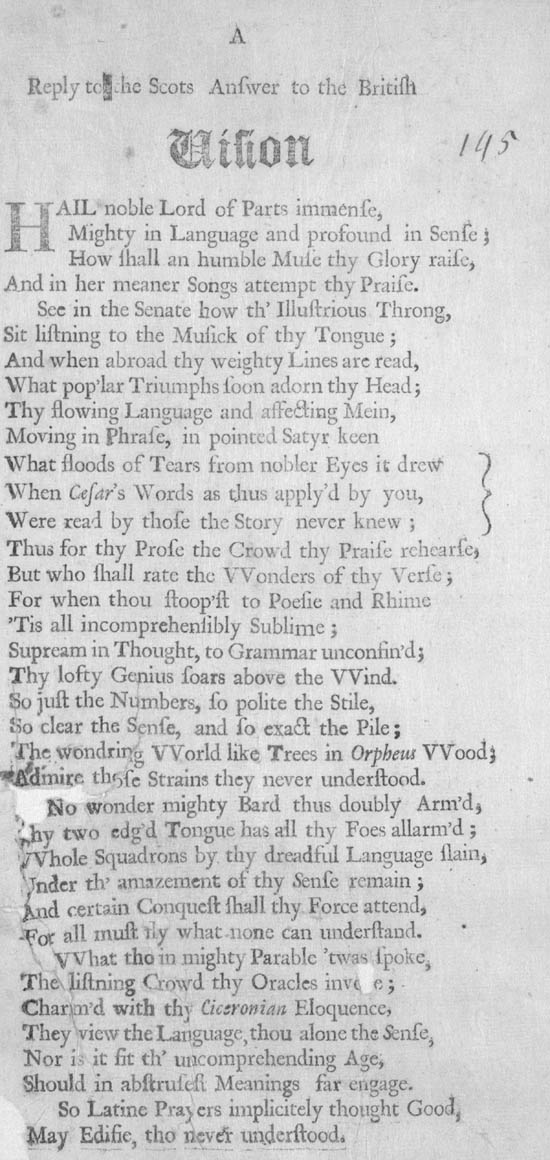 A
Reply to the Scots Anſwer to the Britiſh
Viſion
195
HAIL noble Lord of Parts immenſe,
Mighty in Language and profound in Senſe;
How ſhall an humble Muſe thy Glory raiſe,
And in her meaner Songs attempt thy Praiſe.
See in the Senate how th' Illuſtrious Throng,
Sit liſtning to the Muſick of thy Tongue;
And when abroad thy weighty Lines are read,
What pop'lar Triumphs ſoon adorn thy Head;
Thy flowing Language and affecting Mein,
Moving in Phraſe, in pointed Satyr keen
What floods of Tears from nobler Eyes it drew
When Ceſar's Words as thus apply'd by you,
Were read by thoſe the Story never knew;
Thus for thy Proſe the Crowd thy Praiſe rehearſe,
But who ſhall rate the VVonders of thy Verſe;
For when thou ſtoop'ſt to Poeſie and Rhime
'Tis all incomprehenſibly Sublime;
Supream in Thought, to Grammar unconfin'd;
Thy lofty Genius ſoars above the VVind.
So juſt the Numbers, ſo polite the Stile,
So clear the Senſe, and ſo exact the Pile;
The wondring VVorld like Trees in Orpheus VVood;
Admire thoſe Strains they never underſtood.
No wonder mighty Bard thus doubly Arm'd,
hy two edg'd Tongue has all thy Foes allarm'd;
VVhole Squadrons by thy dreadful Language ſlain,
Under th' amazement of thy Senſe remain;
And certain Conqueſt ſhall thy Force attend,
For all muſt fly what none can underſtand.
VVhat tho in mighty Parable 'twas ſpoke,
The liſtning Crowd thy Oracles inv e;
Charm'd with thy Ciceronian Eloquence,
They view the Language, thou alone the Senſe,
Nor is it fit th' uncomprehending Age,
Should in abſtruſeſt Meanings far engage.
So Latine Prayers implicitely thought Good,
May Edifie, tho never underſtood.